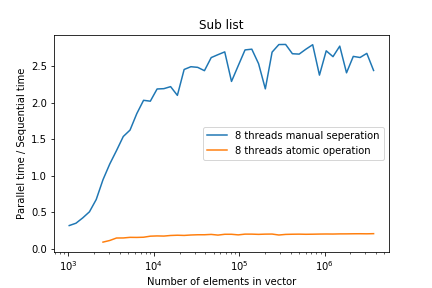 Sub list
Parallel time / Sequential time
2.5
2.0
1.5
1.0
0.5
0.0
8 threads manual seperation
8 threads atomic operation
10³
10⁴
10⁵
10⁶
Number of elements in vector